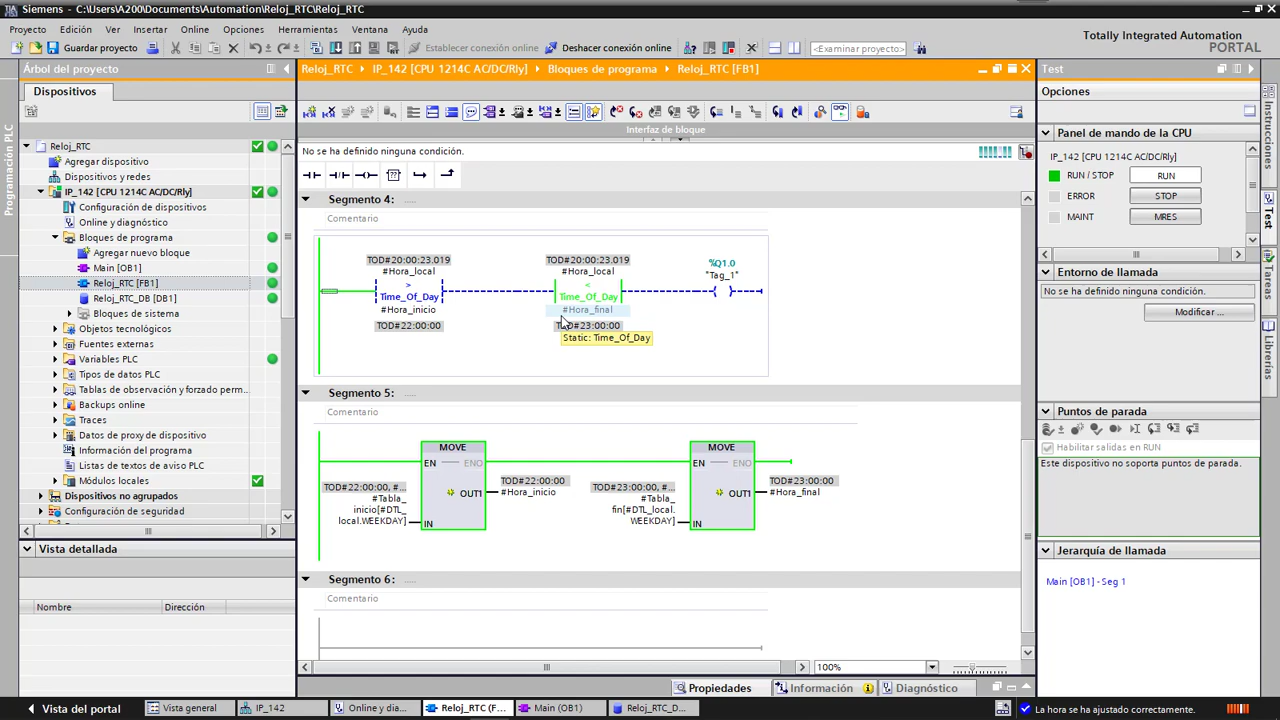 Siemens - C:\Users\A200\Documents\Automation\Reloj_RTC\Reloj_RTC
Proyecto Edición Ver Insertar Online Opciones Herramientas Ventana Ayuda
Totally Integrated Automation
PORTAL
Guardar proyecto
Establecer conexión online
Deshacer conexión online
<Examinar proyecto>
Árbol del proyecto
Dispositivos
Programación PLC
Reloj_RTC
Agregar dispositivo
Dispositivos y redes
IP_142 [CPU 1214C AC/DC/Rly]
Configuración de dispositivos
Online y diagnóstico
Bloques de programa
Agregar nuevo bloque
Main [OB1]
Reloj_RTC [FB1]
Reloj_RTC_DB [DB1]
Bloques de sistema
Objetos tecnológicos
Fuentes externas
Variables PLC
Tipos de datos PLC
Tablas de observación y forzado perm...
Backups online
Traces
Datos de proxy de dispositivo
Información del programa
Listas de textos de aviso PLC
Módulos locales
Dispositivos no agrupados
Configuración de seguridad
Vista detallada
Nombre Dirección
Reloj_RTC IP_142 [CPU 1214C AC/DC/Rly] Bloques de programa Reloj_RTC [FB1]
Interfaz de bloque
No se ha definido ninguna condición.
??
Segmento 4: ....
Comentario
TOD#20:00:23.019
#Hora_local
>
Time_Of_Day
#Hora_inicio
TOD#22:00:00
TOD#20:00:23.019
#Hora_local
<
Time_Of_Day
#Hora_final
TOD#23:00:00
Static: Time_Of_Day
%Q1.0
"Tag_1"
Segmento 5: ....
Comentario
MOVE
EN ENO
TOD#22:00:00, #...
#Tabla_
inicio[#DTL_
local.WEEKDAY]
IN
OUT1
TOD#22:00:00
#Hora_inicio
MOVE
EN ENO
TOD#23:00:00, #...
#Tabla_
fin[#DTL_local.
WEEKDAY]
IN
OUT1
TOD#23:00:00
#Hora_final
Segmento 6: ....
Comentario
100%
Propiedades
Información
Diagnóstico
Test
Opciones
Panel de mando de la CPU
IP_142 [CPU 1214C AC/DC/Rly]
RUN / STOP RUN
ERROR STOP
MAINT MRES
Entorno de llamada
No se ha definido ninguna condición.
Modificar ...
Puntos de parada
Habilitar salidas en RUN
Este dispositivo no soporta puntos de parada.
Jerarquía de llamada
Main [OB1] - Seg 1
Instrucciones
Test
Tareas
Librerías
Vista del portal
Vista general
IP_142
Online y dia...
Reloj_RTC (F...
Main (OB1)
Reloj_RTC_D...
La hora se ha ajustado correctamente.